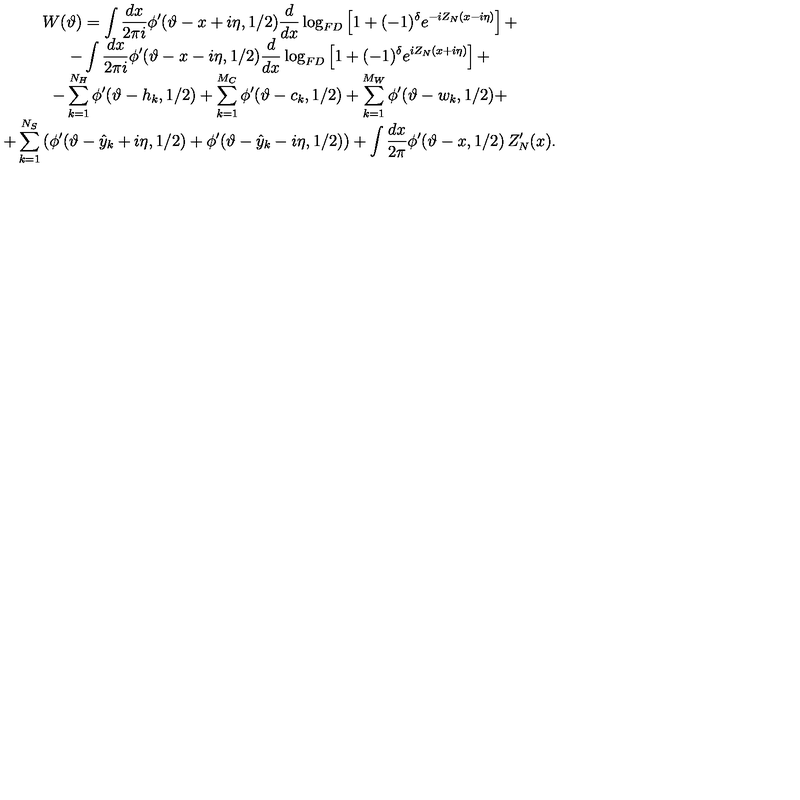 W(\vartheta) = \int \frac{dx}{2\pi i} \phi'(\vartheta - x + i\eta, 1/2) \frac{d}{dx} \log_{FD} \left[ 1 + (-1)^{\delta} e^{-iZ_N(x-i\eta)} \right] +
- \int \frac{dx}{2\pi i} \phi'(\vartheta - x - i\eta, 1/2) \frac{d}{dx} \log_{FD} \left[ 1 + (-1)^{\delta} e^{iZ_N(x+i\eta)} \right] +
- \sum_{k=1}^{N_H} \phi'(\vartheta - h_k, 1/2) + \sum_{k=1}^{M_C} \phi'(\vartheta - c_k, 1/2) + \sum_{k=1}^{M_W} \phi'(\vartheta - w_k, 1/2) +
+ \sum_{k=1}^{N_S} (\phi'(\vartheta - \hat{y}_k + i\eta, 1/2) + \phi'(\vartheta - \hat{y}_k - i\eta, 1/2)) + \int \frac{dx}{2\pi} \phi'(\vartheta - x, 1/2) Z'_N(x).